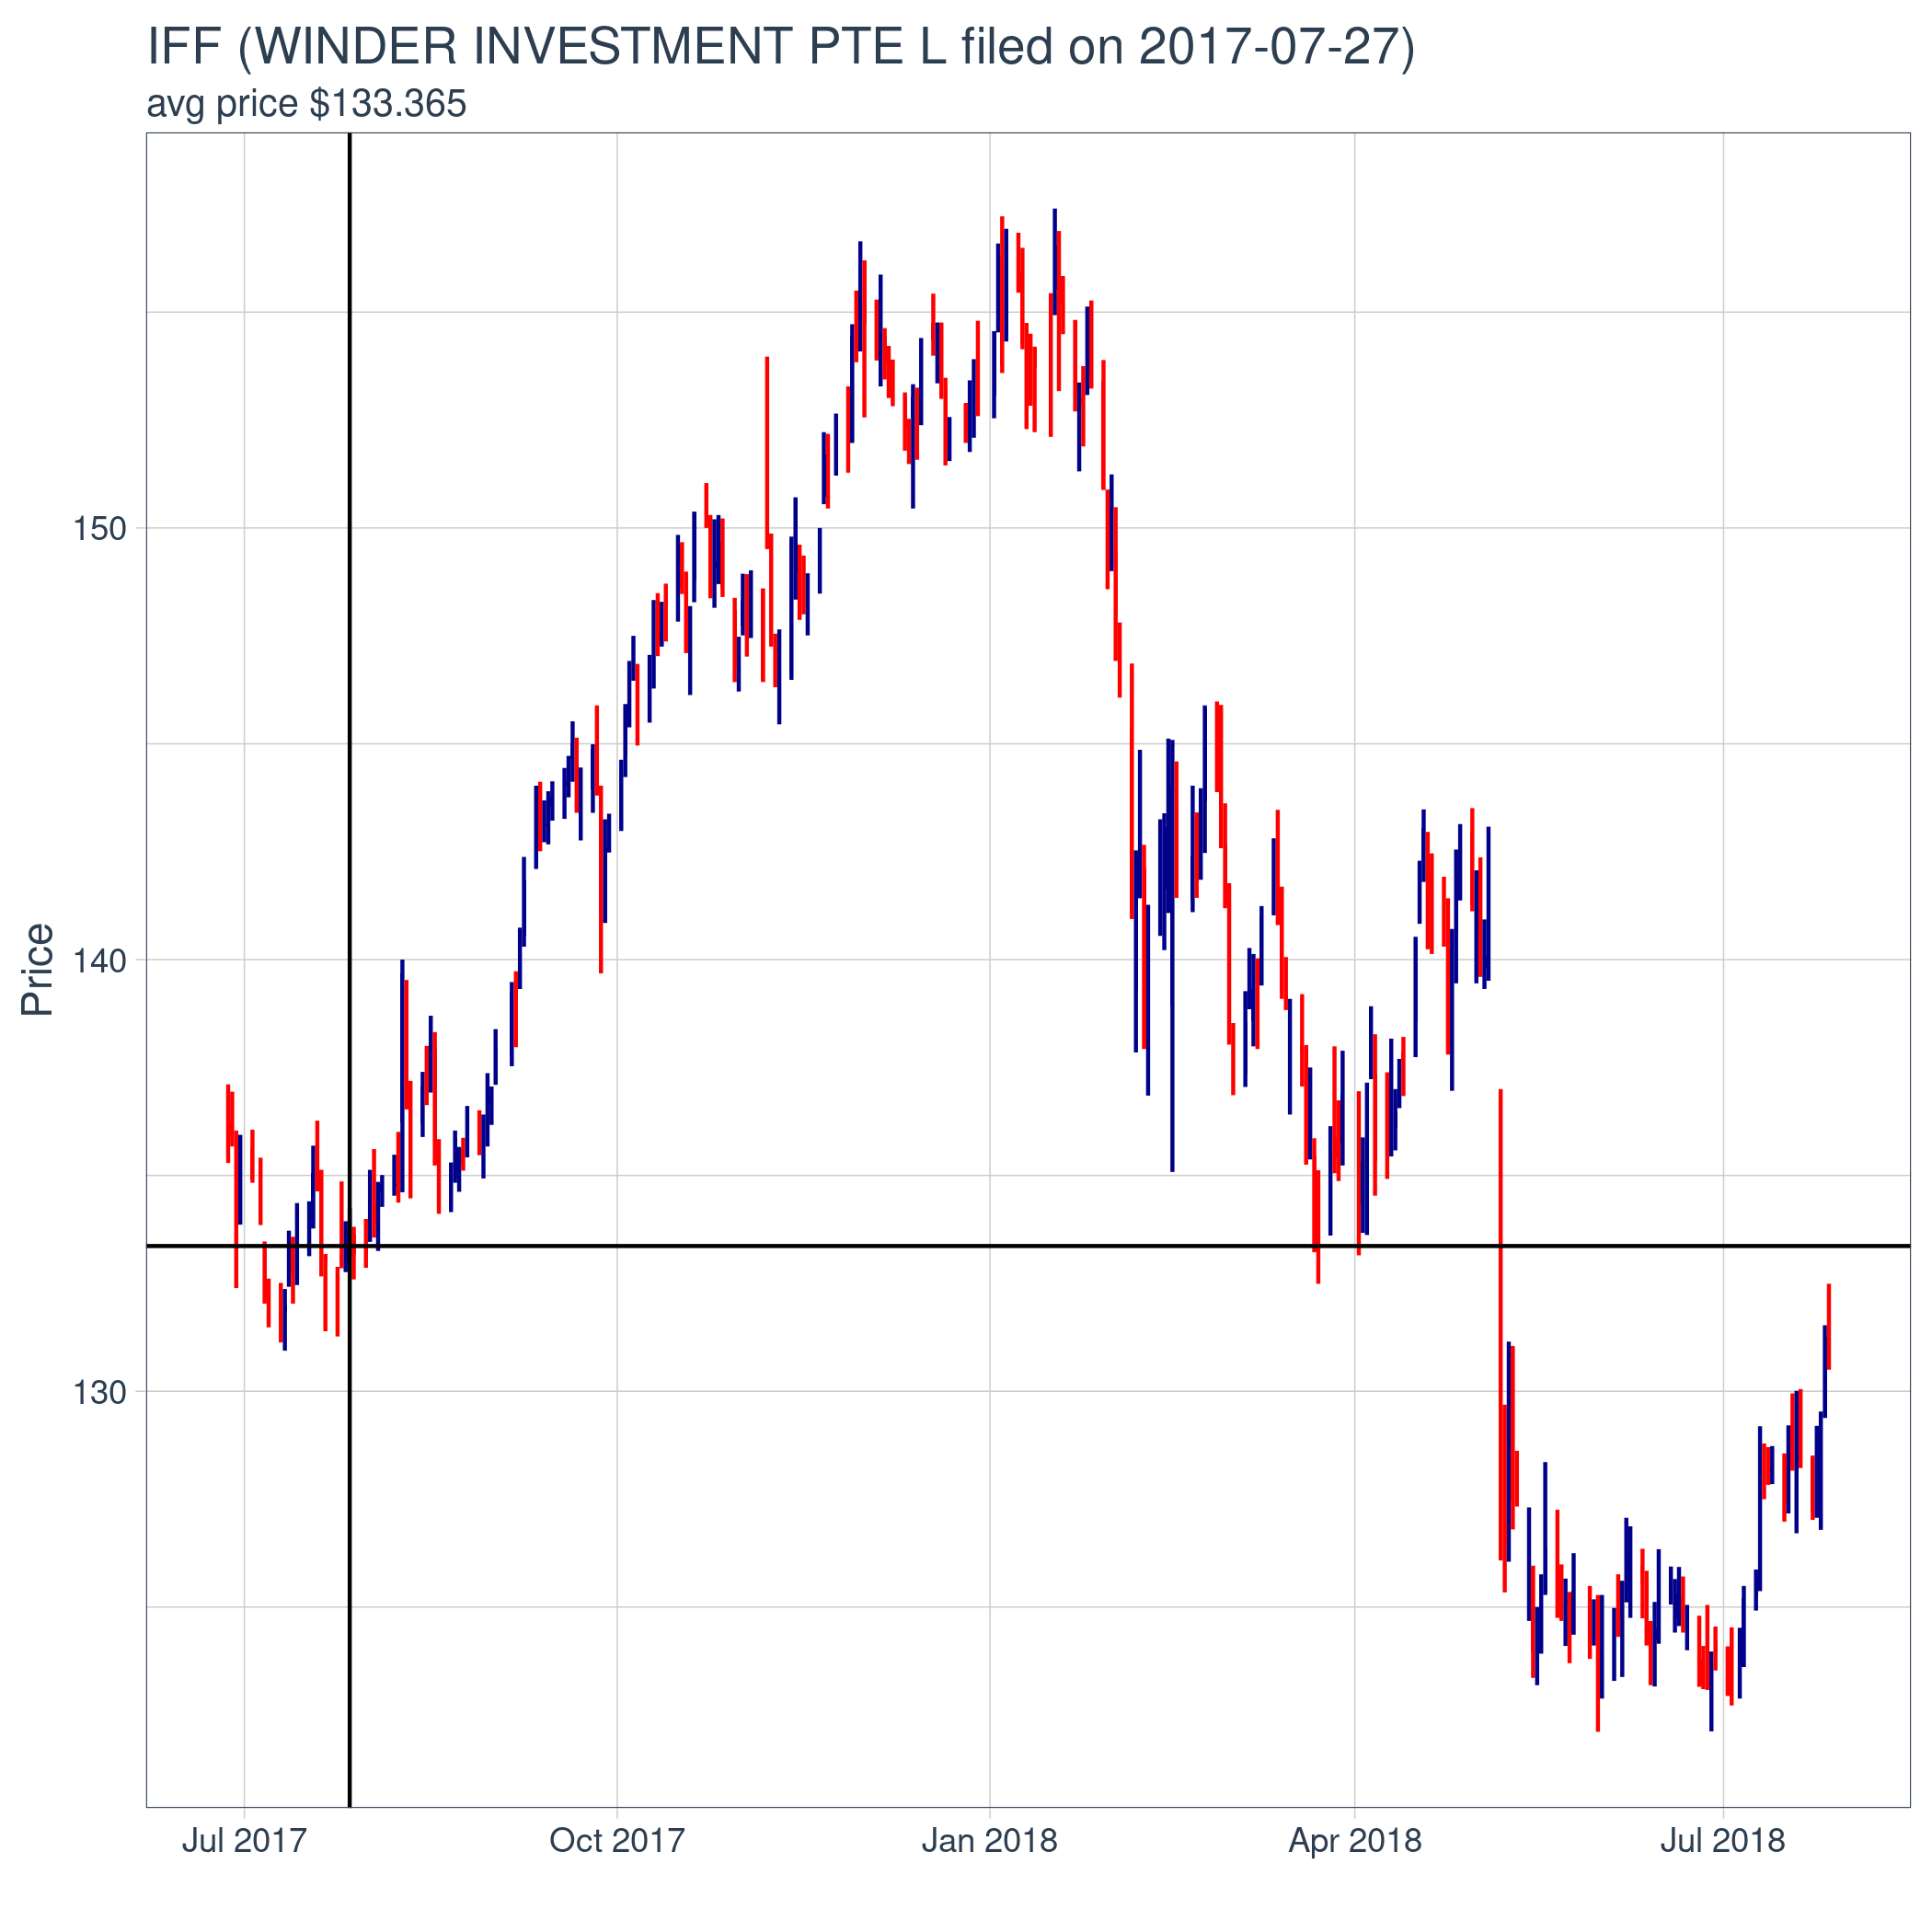 IFF (WINDER INVESTMENT PTE L filed on 2017-07-27)
avg price $133.365
Price
150
140
130
Jul 2017
Oct 2017
Jan 2018
Apr 2018
Jul 2018